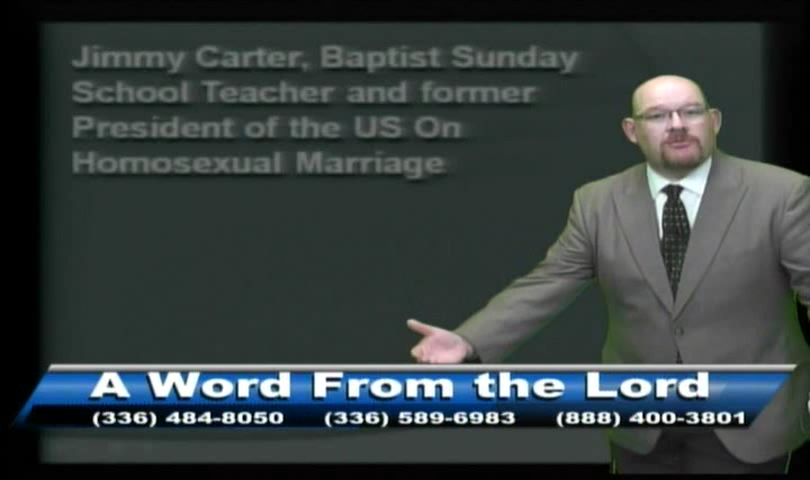 Jimmy Carter, Baptist Sunday
School Teacher and former
President of the US On
Homosexual Marriage
A Word From the Lord
(336) 484-8050 (336) 589-6983 (888) 400-3801